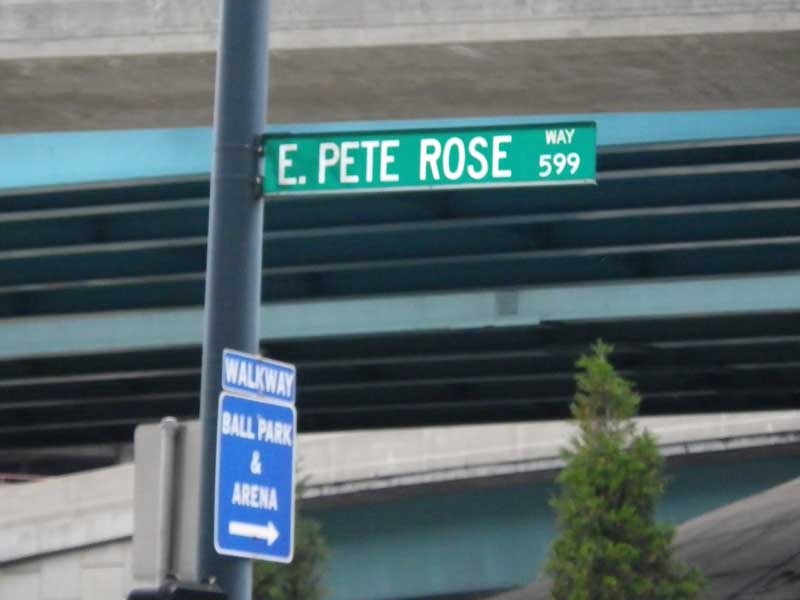 E. PETE ROSE WAY
599
WALKWAY
BALL PARK
&
ARENA